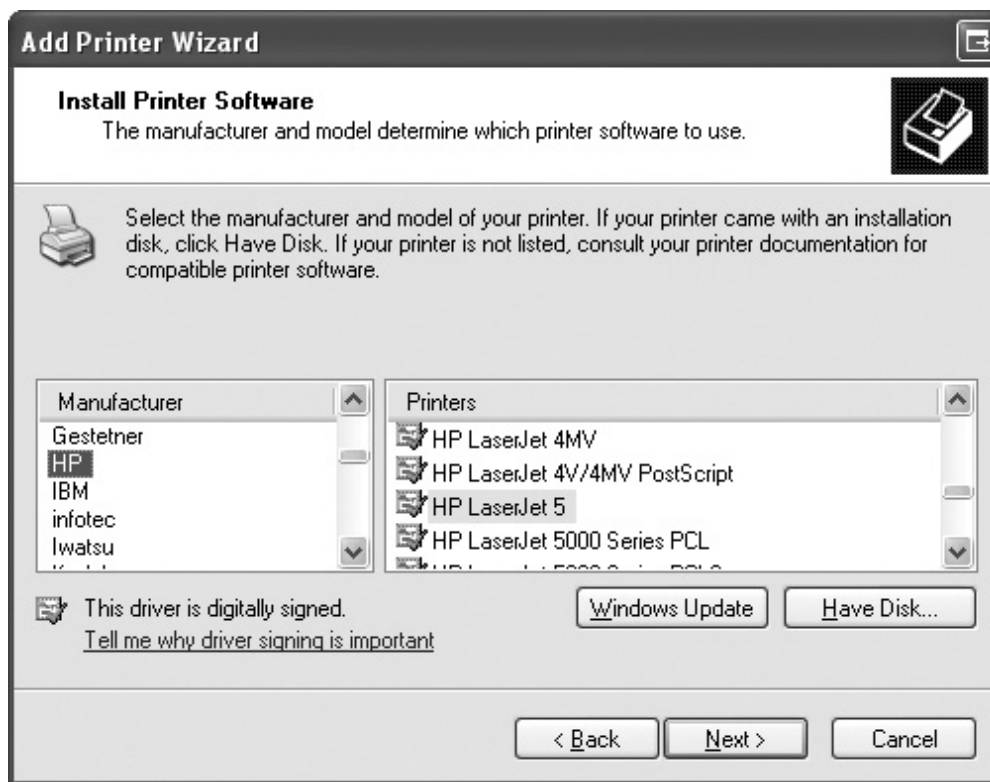 Add Printer Wizard
Install Printer Software
The manufacturer and model determine which printer software to use.
Select the manufacturer and model of your printer. If your printer came with an installation
disk, click Have Disk. If your printer is not listed, consult your printer documentation for
compatible printer software.
Manufacturer
Gestetner
HP
IBM
infotec
Iwatsu
Printers
HP LaserJet 4MV
HP LaserJet 4V/4MV PostScript
HP LaserJet 5
HP LaserJet 5000 Series PCL
This driver is digitally signed.
Tell me why driver signing is important
Windows Update
Have Disk...
< Back
Next >
Cancel